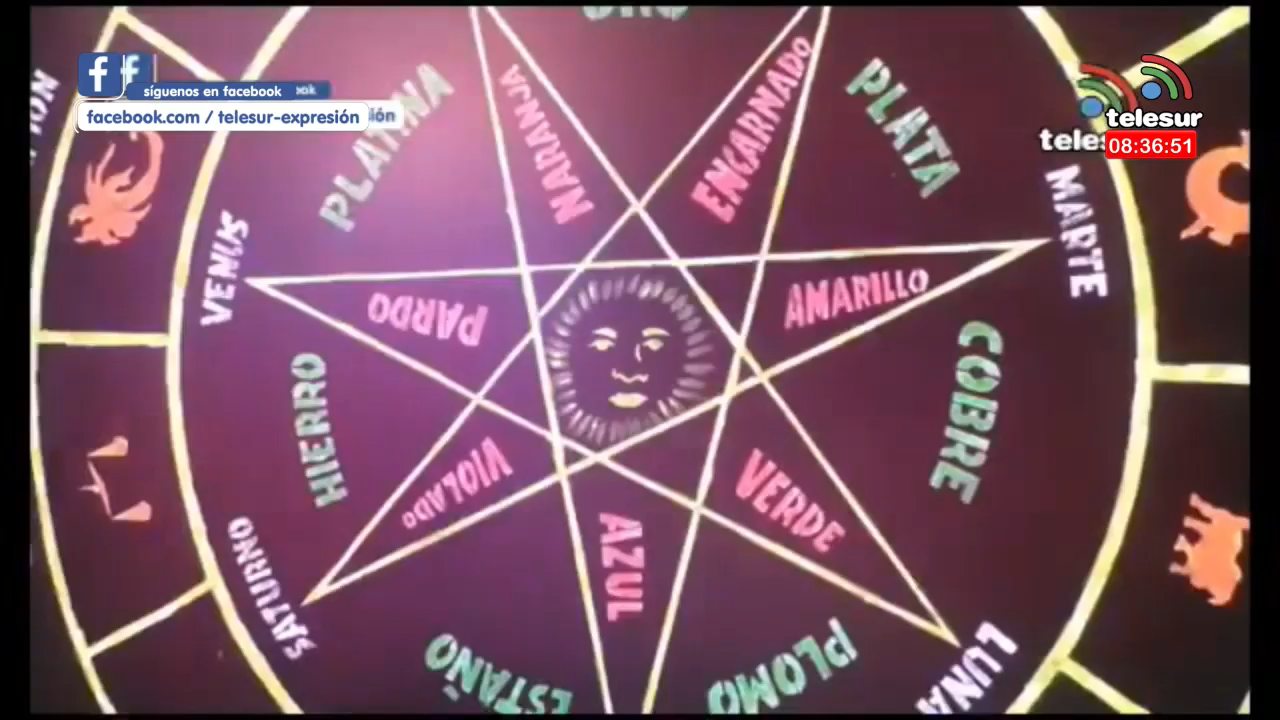 síguenos en facebook
facebook.com / telesur-expresión
telesur
08:36:51
ORO
PLATINA
NARANJA
ENCARNADO
PLATA
VENUS
MARTE
PARDO
AMARILLO
HIERRO
COBRE
VIOLADO
VERDE
AZUL
SATURNO
ESTAÑO
PLOMO
LUNA